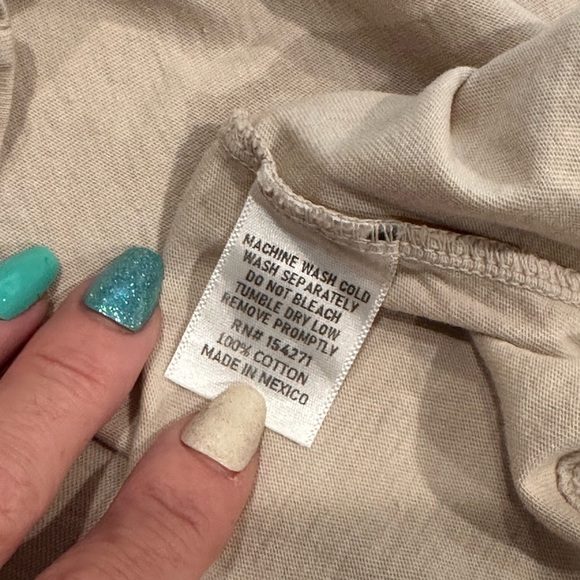 MACHINE WASH COLD
WASH SEPARATELY
DO NOT BLEACH
TUMBLE DRY LOW
REMOVE PROMPTLY
RN# 154271
100% COTTON
MADE IN MEXICO